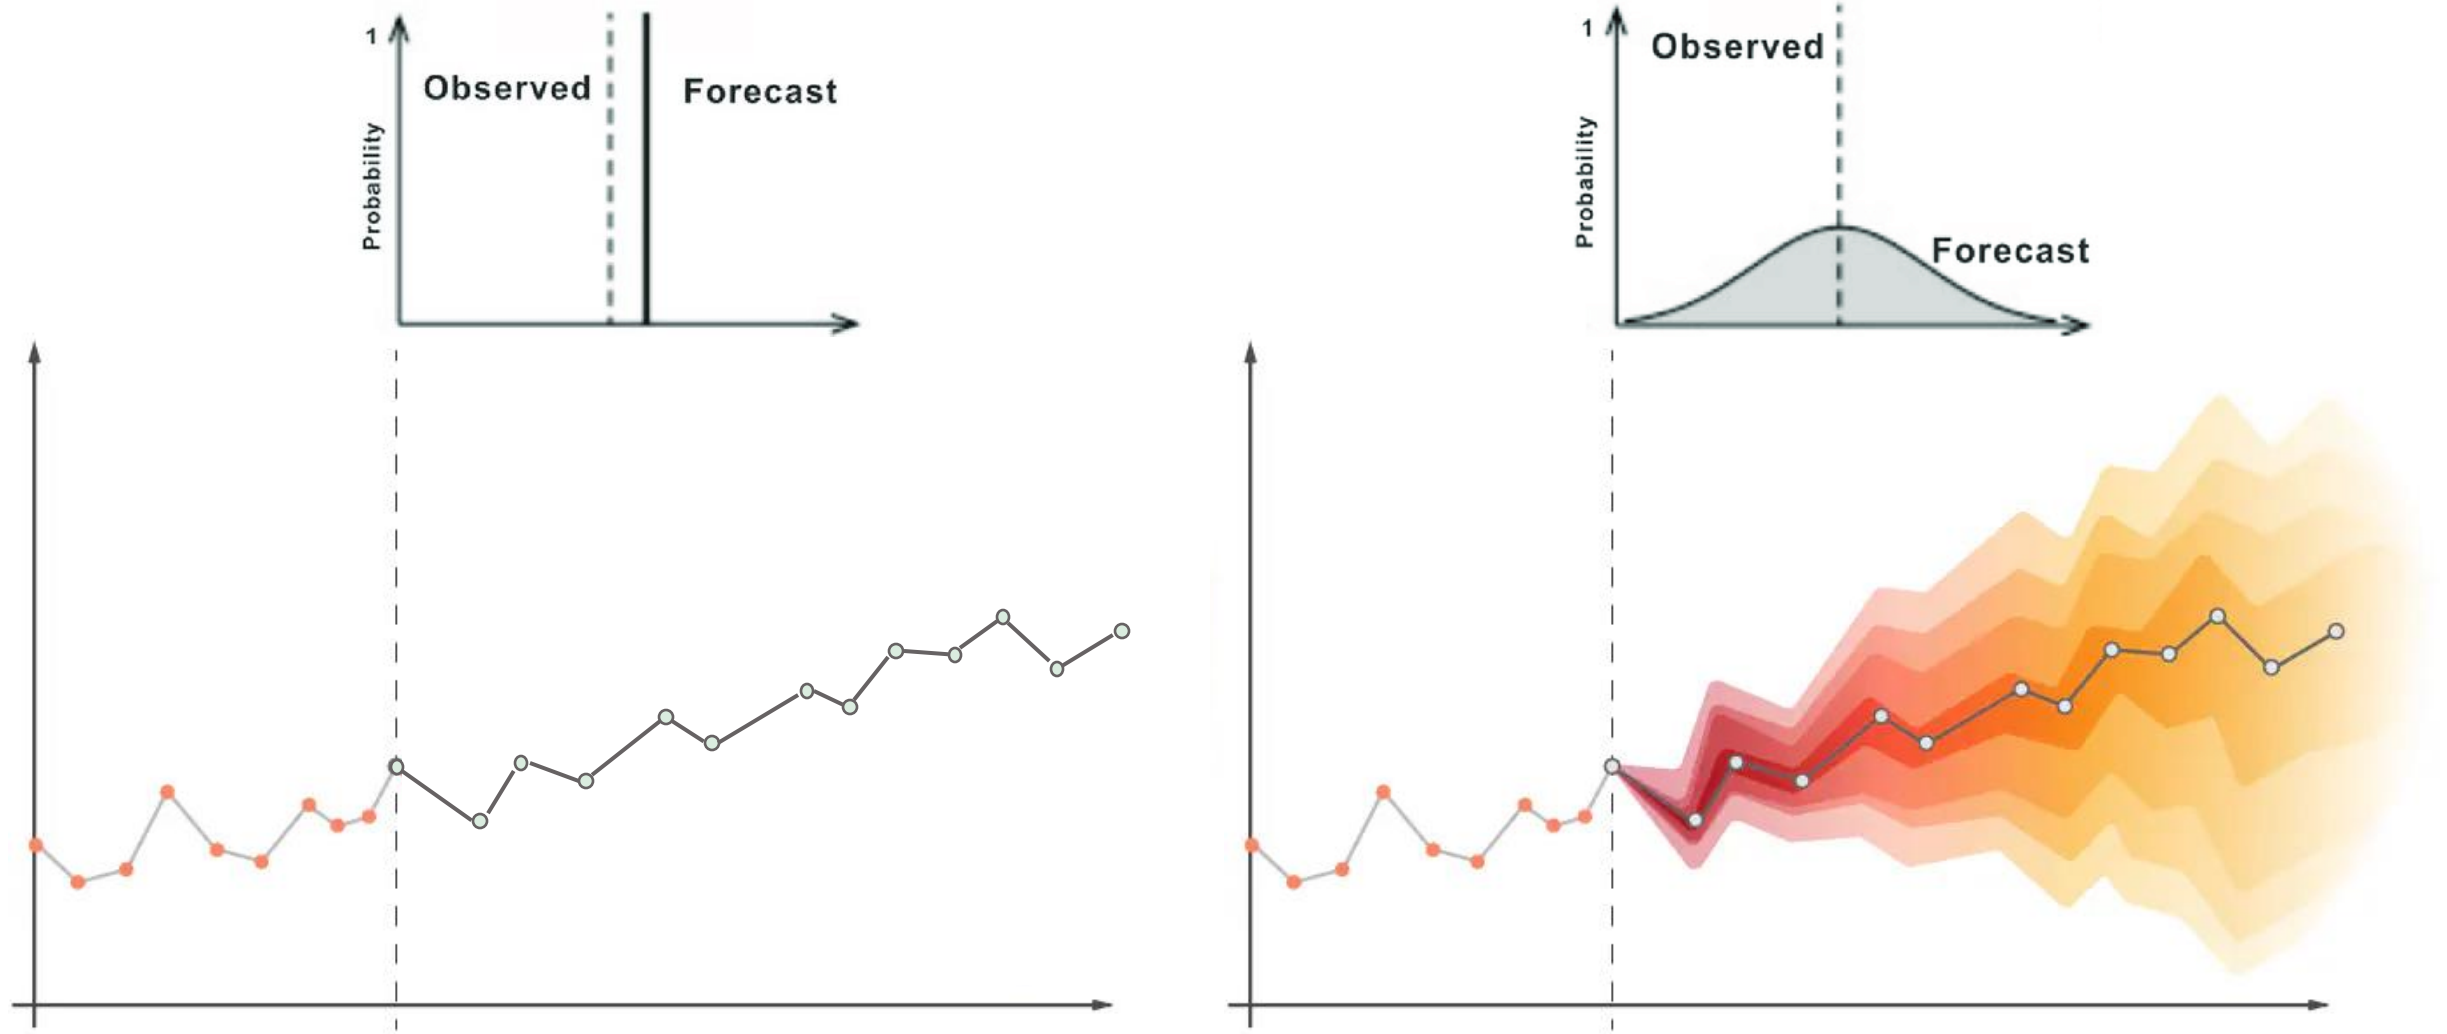 1
Observed
Forecast
Probability
1
Observed
Probability
Forecast